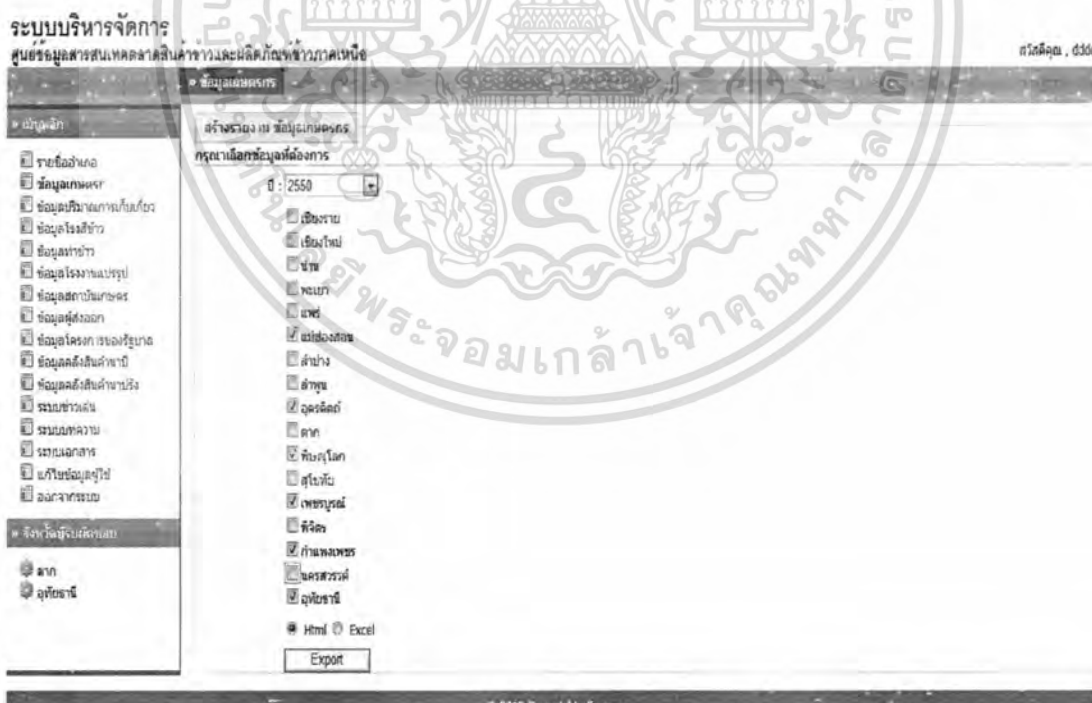 ระบบบริหารจัดการ
ศูนย์ข้อมูลสารสนเทศตลาดสินค้าข้าวและผลิตภัณฑ์ข้าวภาคเหนือ
สวัสดีคุณ ,
» ข้อมูลเกษตรกร
» เมนูหลัก
รายชื่ออำเภอ
ข้อมูลเกษตรกร
ข้อมูลปริมาณการเก็บเกี่ยว
ข้อมูลโรงสีข้าว
ข้อมูลท่าข้าว
ข้อมูลโรงงานแปรรูป
ข้อมูลสถาบันเกษตร
ข้อมูลผู้ส่งออก
ข้อมูลโครงการของรัฐบาล
ข้อมูลคลังสินค้านาปี
ข้อมูลคลังสินค้านาปรัง
ระบบข่าวเด่น
ระบบบทความ
ระบบเอกสาร
แก้ไขข้อมูลผู้ใช้
ออกจากระบบ
» จังหวัดผู้รับผิดชอบ
ตาก
อุทัยธานี
สร้างรายงาน ข้อมูลเกษตรกร
กรุณาเลือกข้อมูลที่ต้องการ
ปี : 2550
เชียงราย
เชียงใหม่
น่าน
พะเยา
แพร่
แม่ฮ่องสอน
ลำปาง
ลำพูน
อุตรดิตถ์
ตาก
พิษณุโลก
สุโขทัย
เพชรบูรณ์
พิจิตร
กำแพงเพชร
นครสวรรค์
อุทัยธานี
Html Excel
Export
พระจอมเกล้าเจ้าคุณทหาร